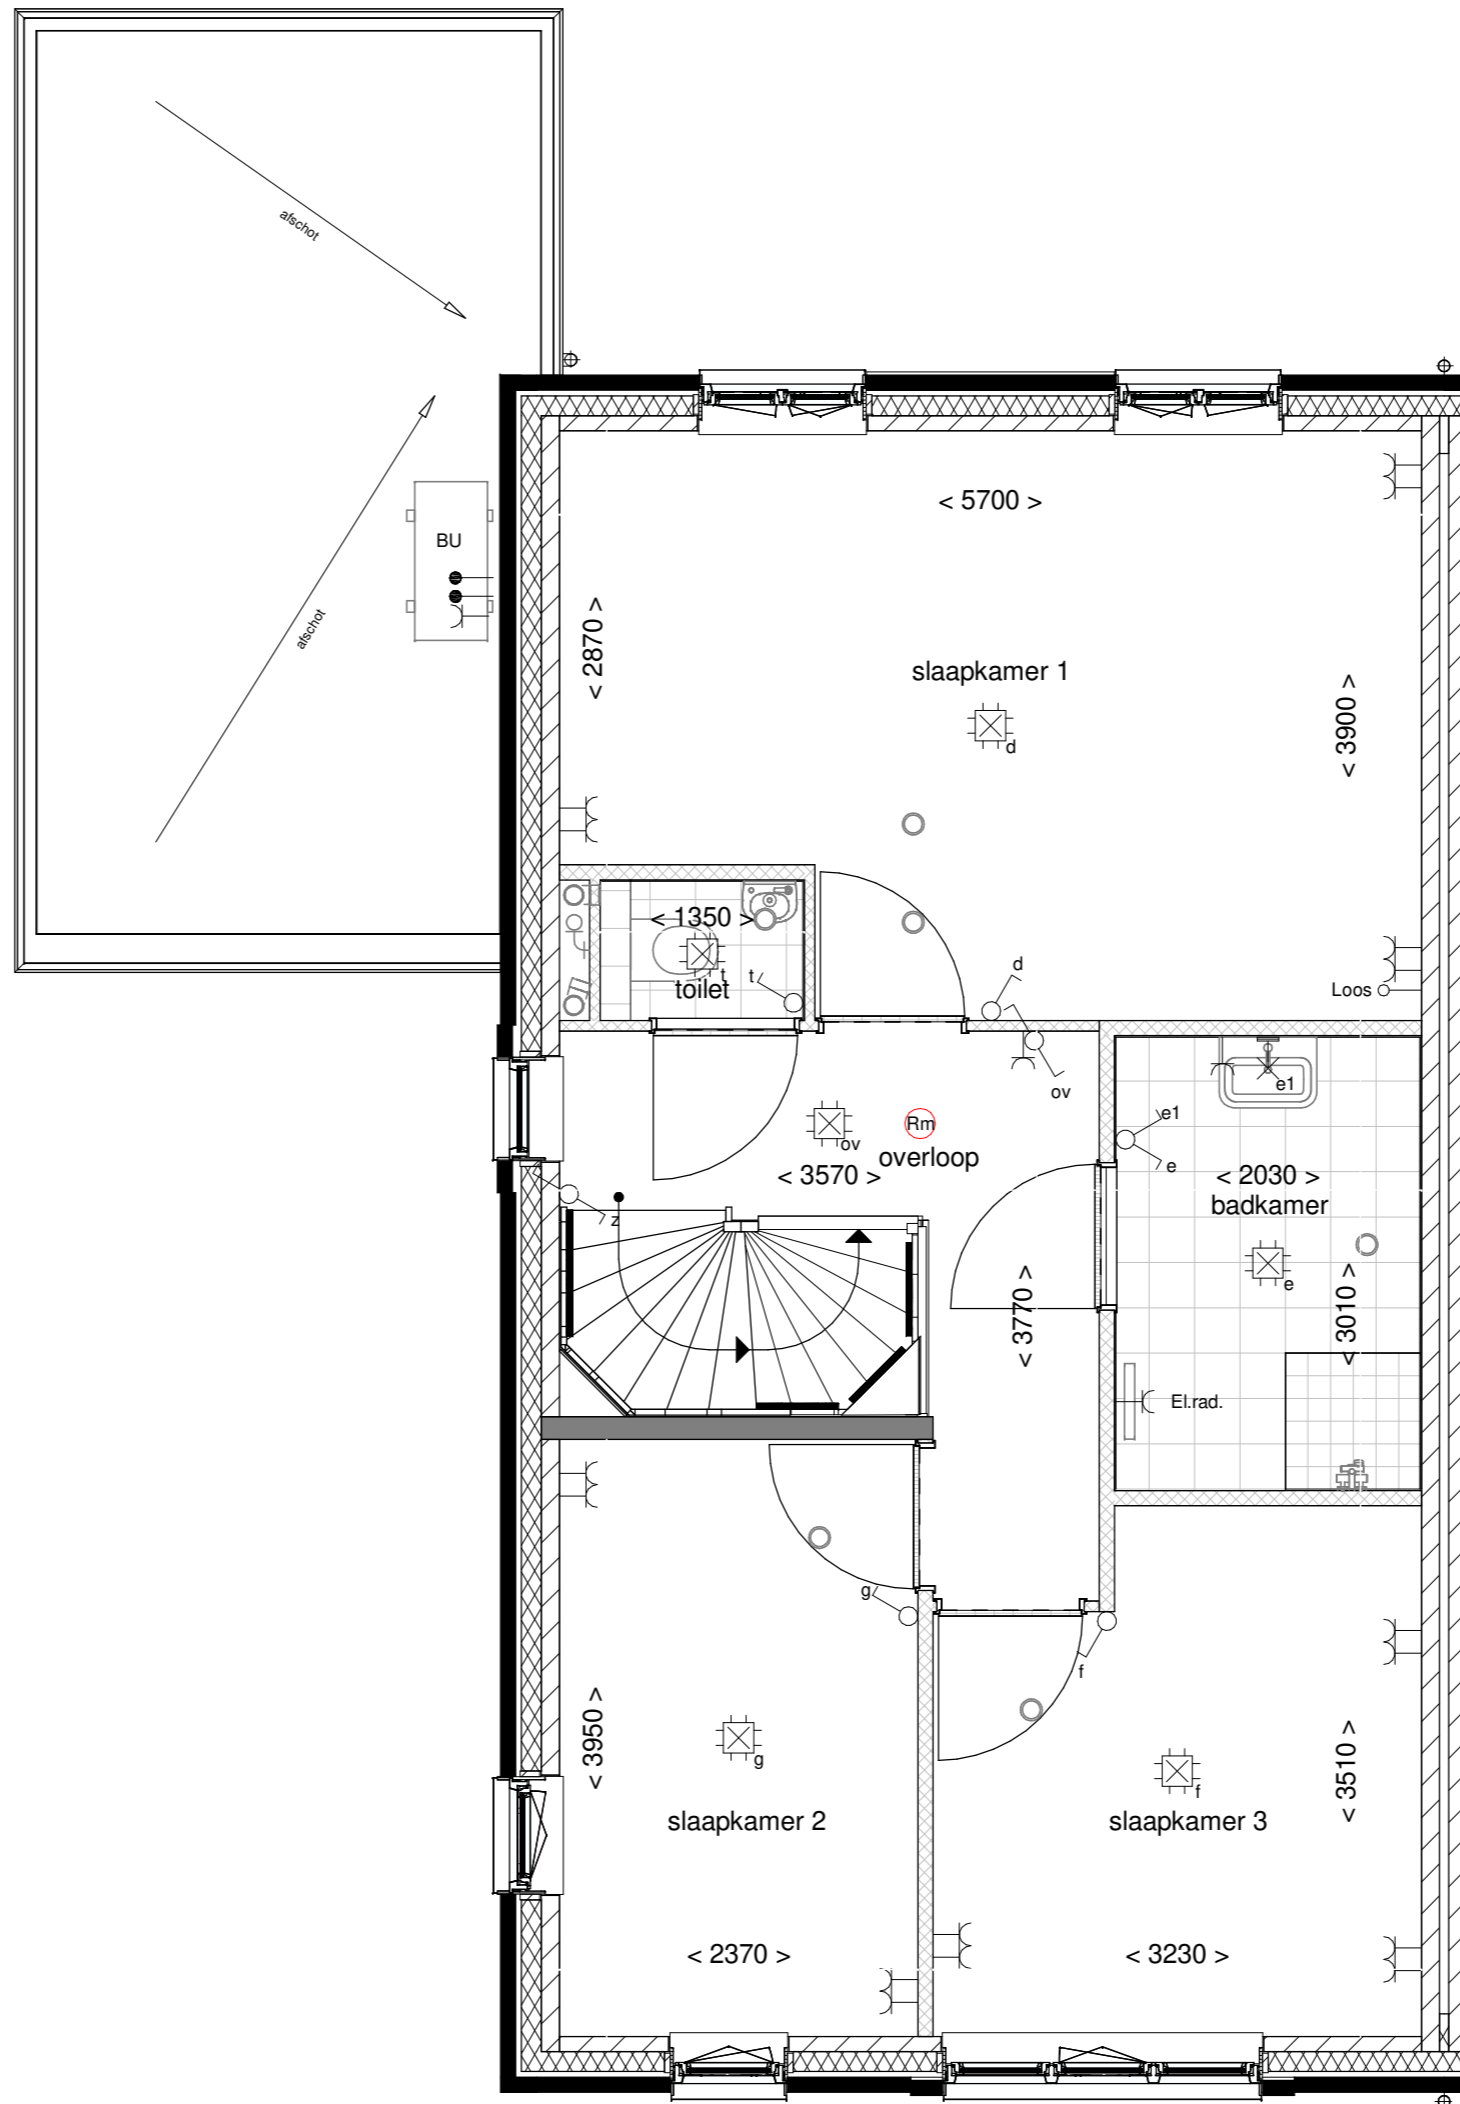 afschot
< 5700 >
BU
afschot
< 2870 >
slaapkamer 1
< 3900 >
d
< 1350 >
t
t
toilet
d
Loos
ov
e1
e1
e
ov
Rm
overloop
< 3570 >
< 2030 >
badkamer
z
e
< 3770 >
< 3010 >
El.rad.
g
f
< 3950 >
g
f
< 3510 >
slaapkamer 2
slaapkamer 3
< 2370 >
< 3230 >